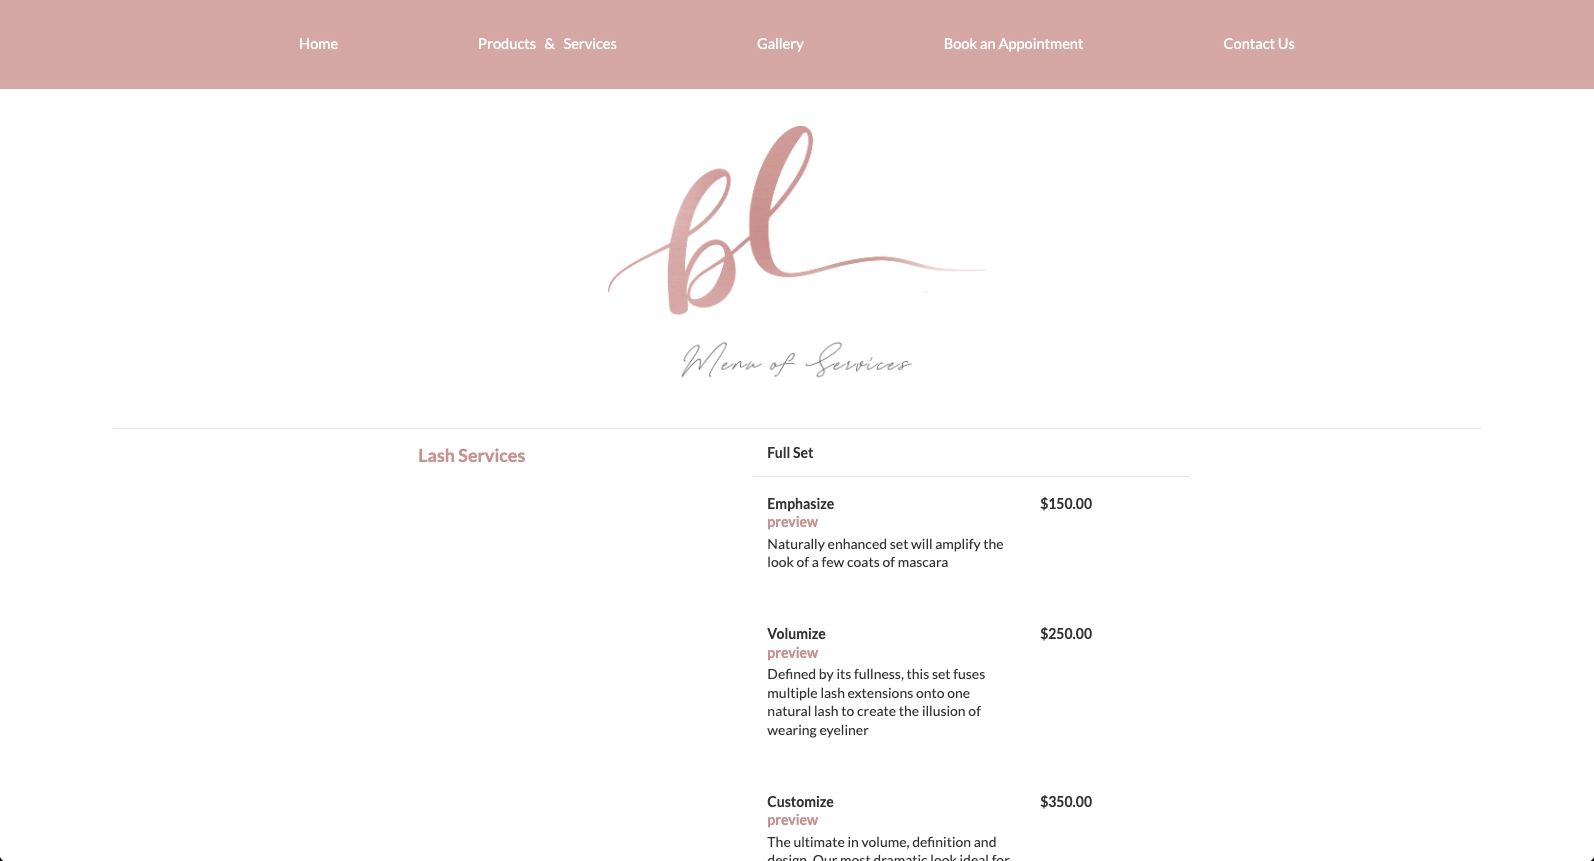 Home Products & Services Gallery Book an Appointment Contact Us
bl
Menu of Services
Lash Services
Full Set
Emphasize $150.00
preview
Naturally enhanced set will amplify the
look of a few coats of mascara
Volumize $250.00
preview
Defined by its fullness, this set fuses
multiple lash extensions onto one
natural lash to create the illusion of
wearing eyeliner
Customize $350.00
preview
The ultimate in volume, definition and
design. Our most dramatic look ideal for